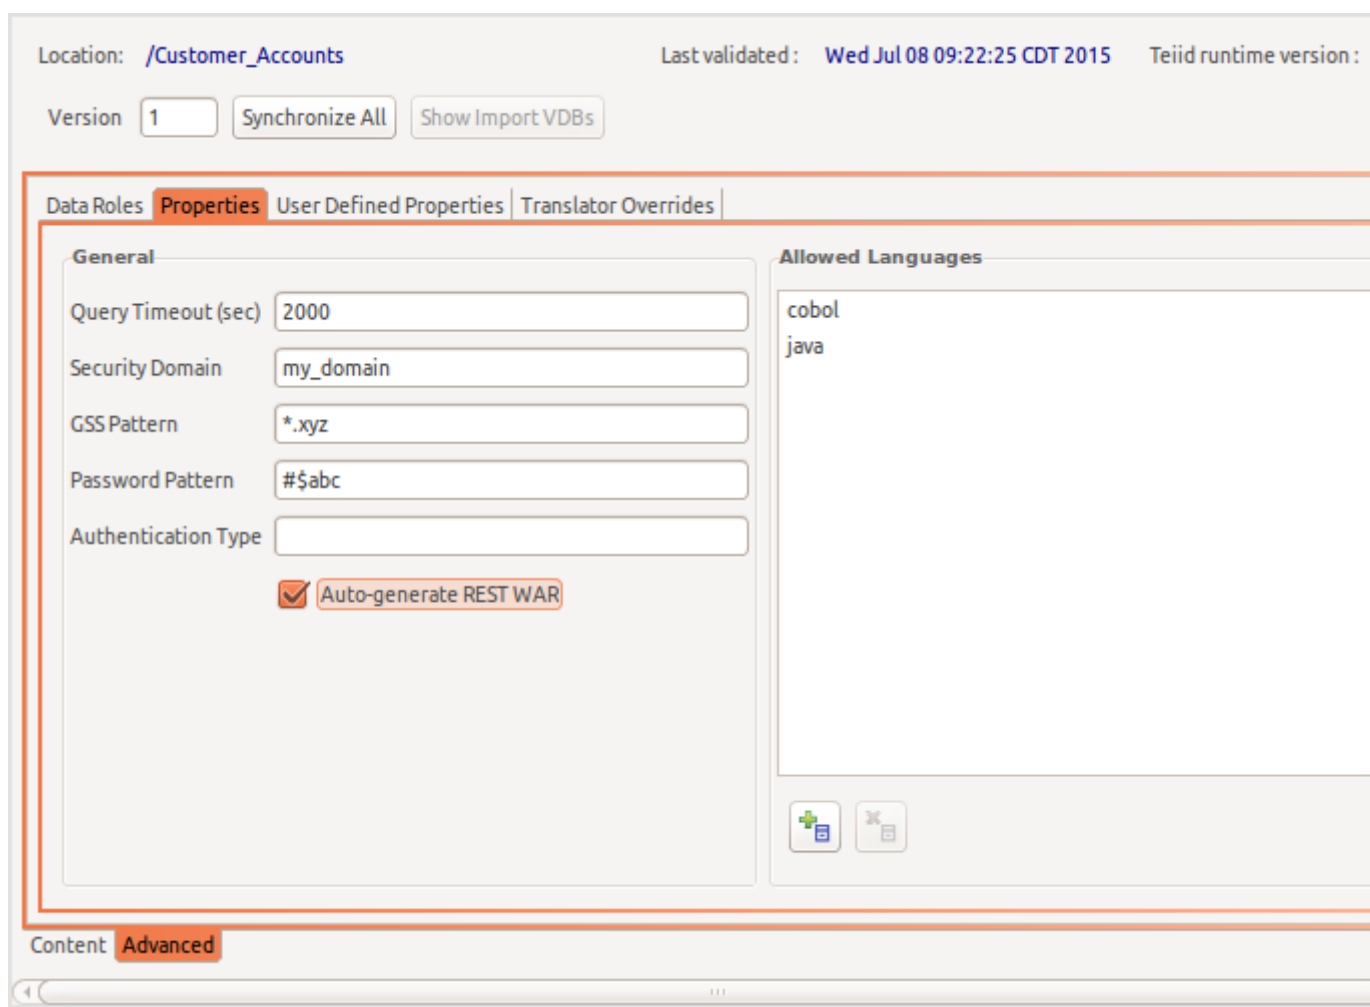 Location: /Customer_Accounts Last validated : Wed Jul 08 09:22:25 CDT 2015 Teiid runtime version :
Version 1 Synchronize All Show Import VDBs
Data Roles Properties User Defined Properties Translator Overrides
General
Query Timeout (sec) 2000
Security Domain my_domain
GSS Pattern *.xyz
Password Pattern #$abc
Authentication Type
Auto-generate REST WAR
Allowed Languages
cobol
java
Content Advanced